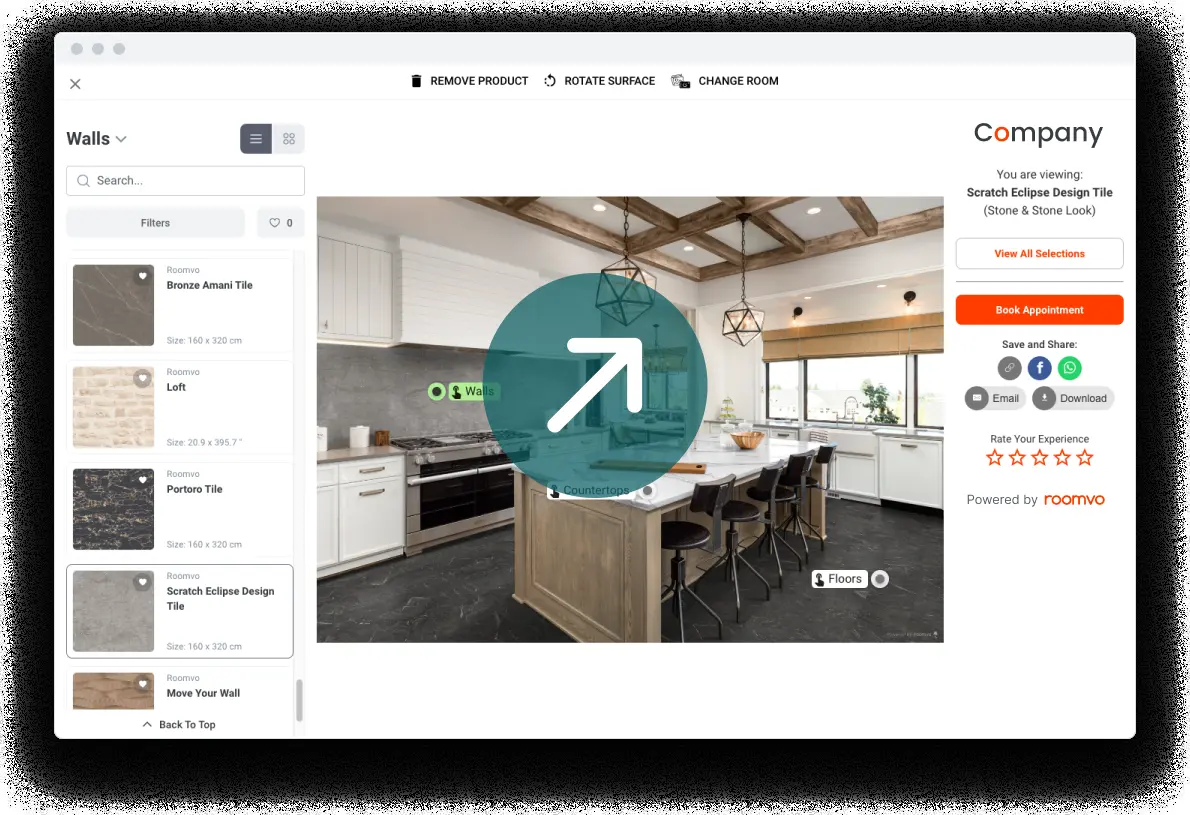 REMOVE PRODUCT
ROTATE SURFACE
CHANGE ROOM
Walls
Search...
Filters
0
Roomvo
Bronze Amani Tile
Size: 160 x 320 cm
Roomvo
Loft
Size: 20.9 x 395.7 "
Roomvo
Portoro Tile
Size: 160 x 320 cm
Roomvo
Scratch Eclipse Design
Tile
Size: 160 x 320 cm
Roomvo
Move Your Wall
Back To Top
Walls
Countertops
Floors
Company
You are viewing:
Scratch Eclipse Design Tile
(Stone & Stone Look)
View All Selections
Book Appointment
Save and Share:
Email
Download
Rate Your Experience
Powered by roomvo